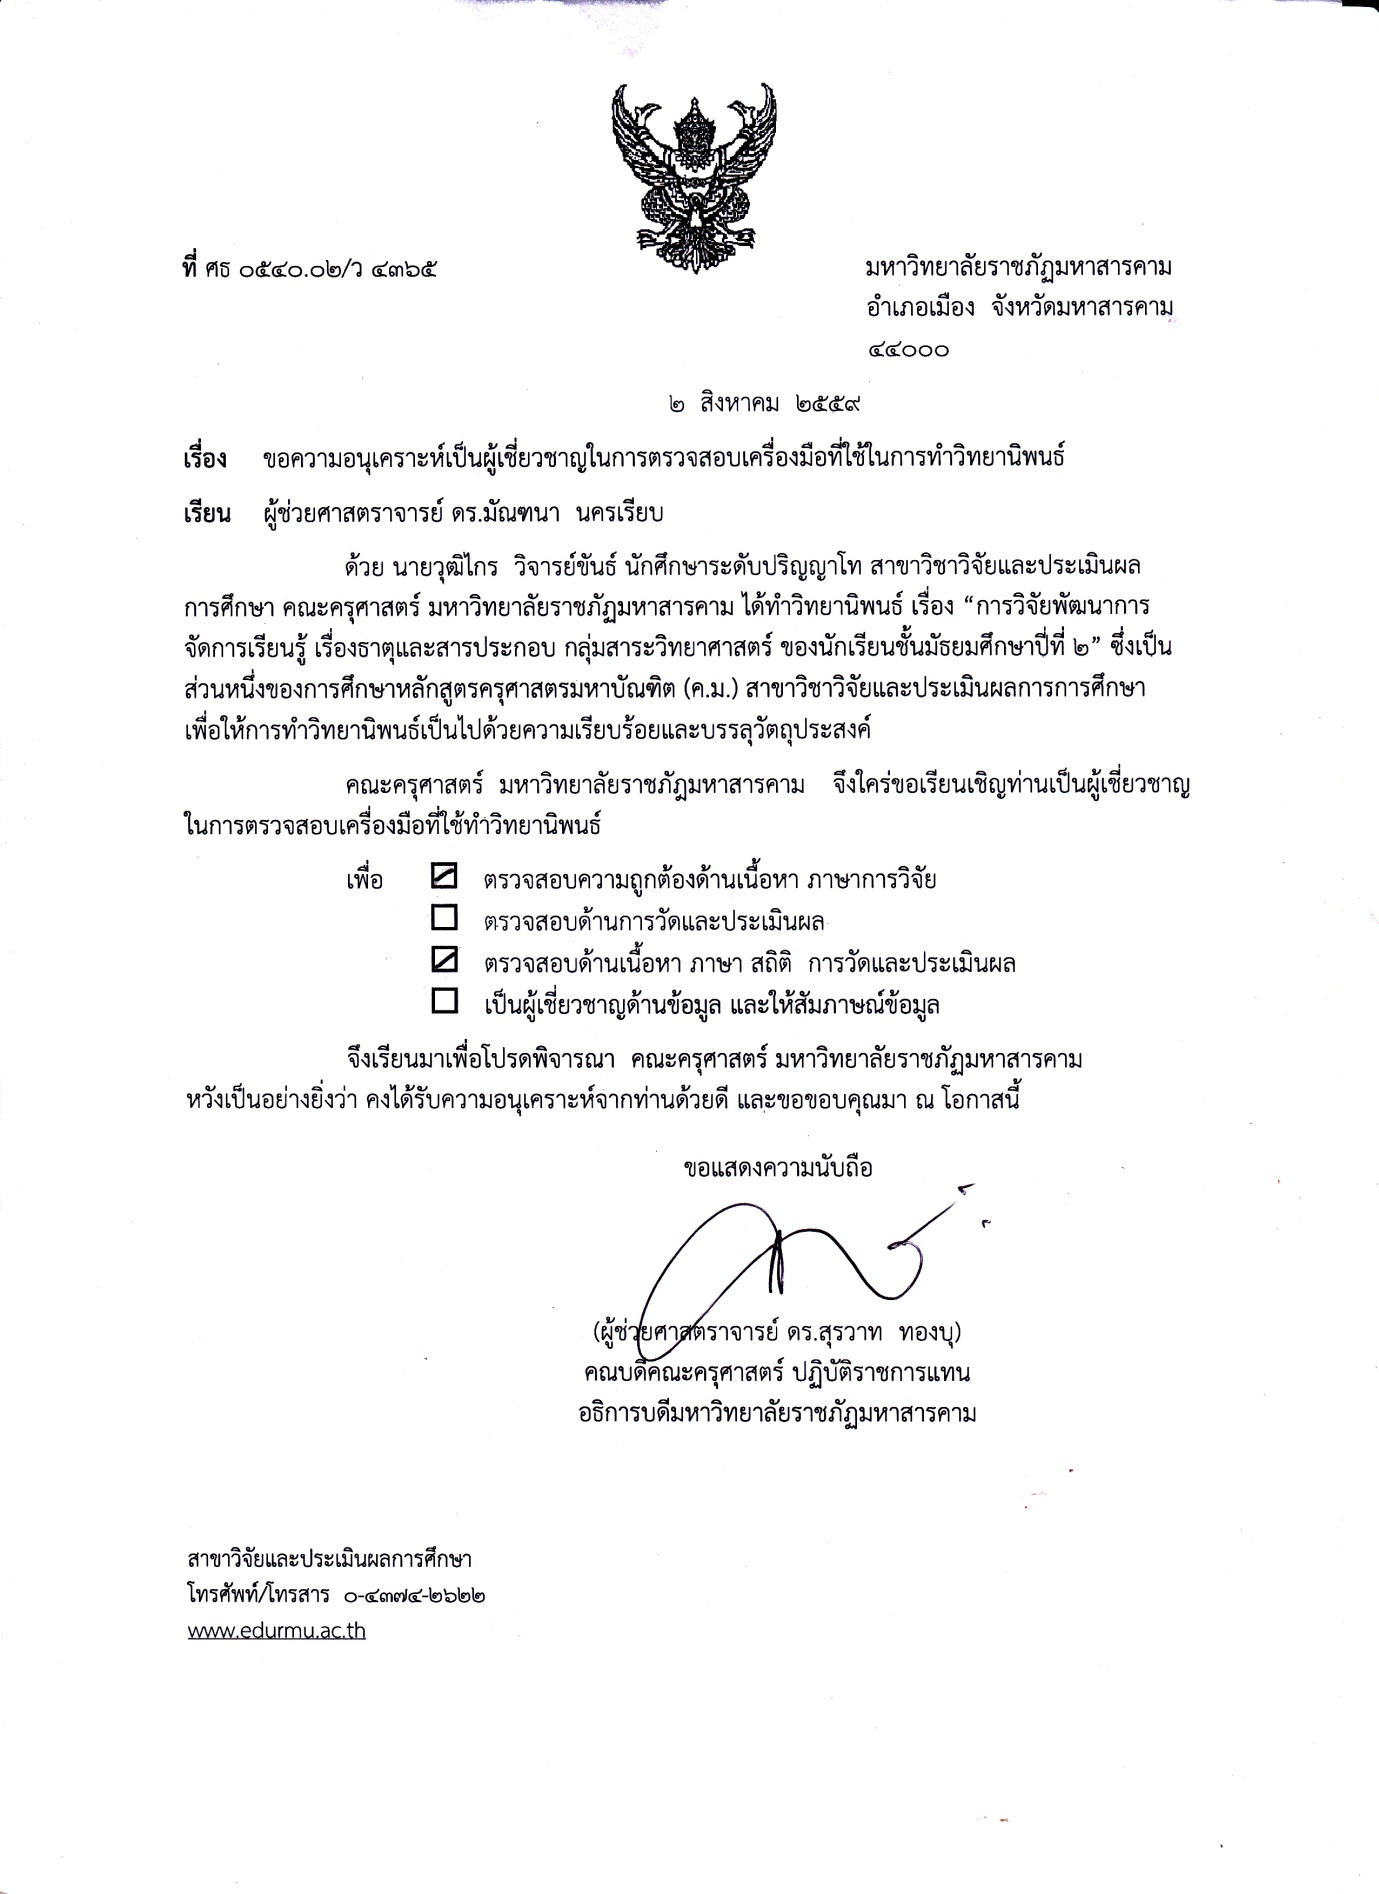 ที่ ศธ ๐๕๔๐.๐๒/ว ๔๓๖๕
มหาวิทยาลัยราชภัฏมหาสารคาม
อำเภอเมือง จังหวัดมหาสารคาม
๔๔๐๐๐
๒ สิงหาคม ๒๕๕๙
เรื่อง ขอความอนุเคราะห์เป็นผู้เชี่ยวชาญในการตรวจสอบเครื่องมือที่ใช้ในการทำวิทยานิพนธ์
เรียน ผู้ช่วยศาสตราจารย์ ดร.มัณฑนา นครเรียบ
ด้วย นายวุฒิไกร วิจารย์ขันธ์ นักศึกษาระดับปริญญาโท สาขาวิชาวิจัยและประเมินผล
การศึกษา คณะครุศาสตร์ มหาวิทยาลัยราชภัฏมหาสารคาม ได้ทำวิทยานิพนธ์ เรื่อง “การวิจัยพัฒนาการ
จัดการเรียนรู้ เรื่องธาตุและสารประกอบ กลุ่มสาระวิทยาศาสตร์ ของนักเรียนชั้นมัธยมศึกษาปีที่ ๒” ซึ่งเป็น
ส่วนหนึ่งของการศึกษาหลักสูตรครุศาสตรมหาบัณฑิต (ค.ม.) สาขาวิชาวิจัยและประเมินผลการการศึกษา
เพื่อให้การทำวิทยานิพนธ์เป็นไปด้วยความเรียบร้อยและบรรลุวัตถุประสงค์
คณะครุศาสตร์ มหาวิทยาลัยราชภัฏมหาสารคาม จึงใคร่ขอเรียนเชิญท่านเป็นผู้เชี่ยวชาญ
ในการตรวจสอบเครื่องมือที่ใช้ทำวิทยานิพนธ์
เพื่อ ตรวจสอบความถูกต้องด้านเนื้อหา ภาษาการวิจัย
ตรวจสอบด้านการวัดและประเมินผล
ตรวจสอบด้านเนื้อหา ภาษา สถิติ การวัดและประเมินผล
เป็นผู้เชี่ยวชาญด้านข้อมูล และให้สัมภาษณ์ข้อมูล
จึงเรียนมาเพื่อโปรดพิจารณา คณะครุศาสตร์ มหาวิทยาลัยราชภัฏมหาสารคาม
หวังเป็นอย่างยิ่งว่า คงได้รับความอนุเคราะห์จากท่านด้วยดี และขอขอบคุณมา ณ โอกาสนี้
ขอแสดงความนับถือ
(ผู้ช่วยศาสตราจารย์ ดร.สุรวาท ทองบุ)
คณบดีคณะครุศาสตร์ ปฏิบัติราชการแทน
อธิการบดีมหาวิทยาลัยราชภัฏมหาสารคาม
สาขาวิจัยและประเมินผลการศึกษา
โทรศัพท์/โทรสาร ๐-๔๓๗๔-๒๖๒๒
www.edurmu.ac.th